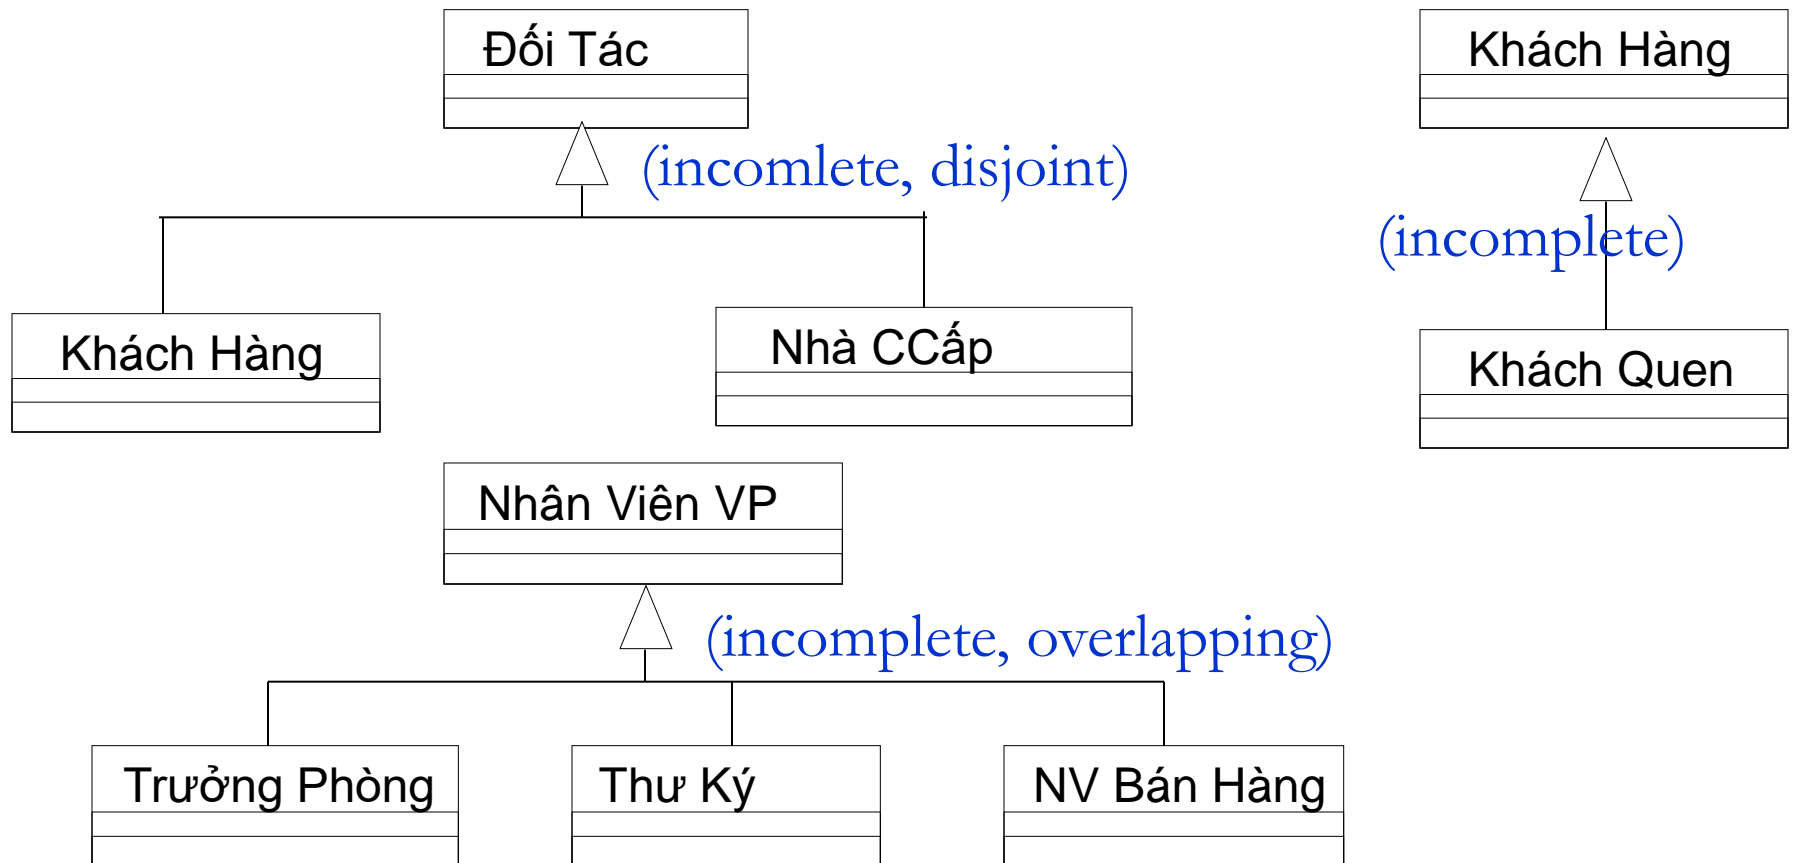 Đối Tác
Khách Hàng
(incomlete, disjoint)
(incomplete)
Khách Hàng
Nhà CCấp
Khách Quen
Nhân Viên VP
(incomplete, overlapping)
Trưởng Phòng
Thư Ký
NV Bán Hàng